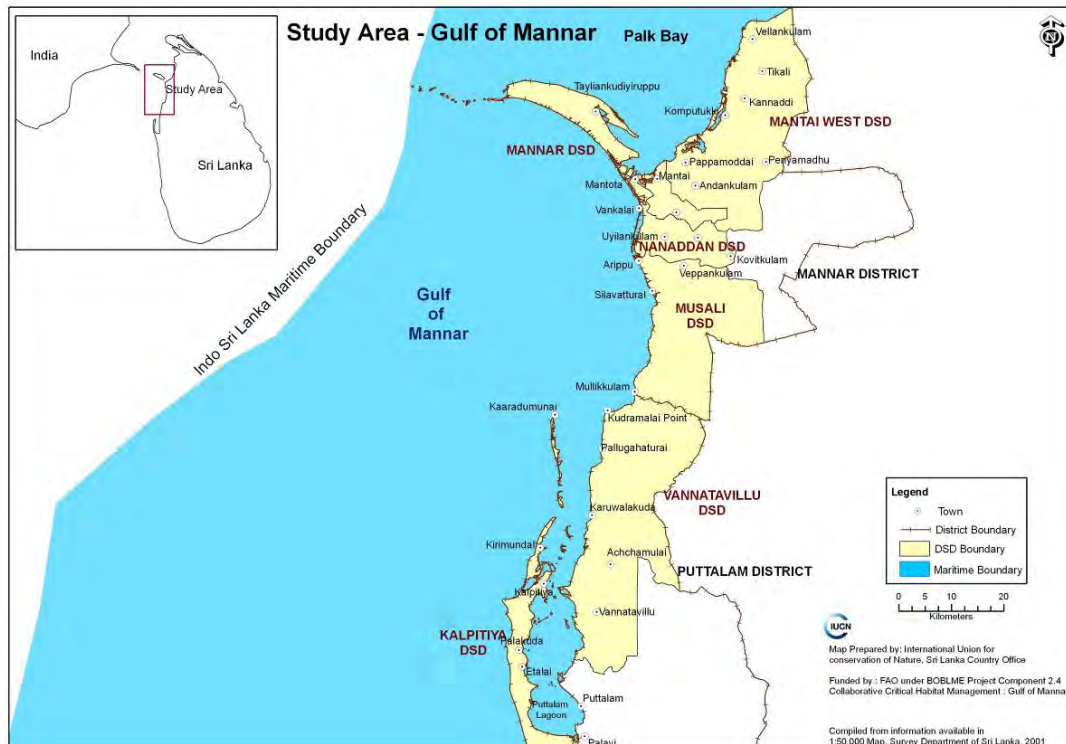 Study Area - Gulf of Mannar
Palk Bay
India
Study Area
Sri Lanka
N
Vellankulam
Tikali
Tayliankudiyiruppu
Kannaddi
Komputukki
MANTAI WEST DSD
MANNAR DSD
Pappamoddai
Periyamadhu
Mantota
Mantai
Andankulam
Vankalai
Uyilankulam
NANADDAN DSD
Kovitkulam
Arippu
Veppankulam
MANNAR DISTRICT
Silavatturai
MUSALI
DSD
Indo Sri Lanka Maritime Boundary
Gulf
of
Mannar
Mullikkulam
Kaaradumunai
Kudramalai Point
Pallugahaturai
VANNATAVILLU
DSD
Karuwalakuda
Kirimundal
Achchamulai
PUTTALAM DISTRICT
Kalpitiya
Vannatavillu
KALPITIYA
DSD
Palakuda
Etalai
Puttalam
Puttalam
Lagoon
Palavi
Legend
Town
District Boundary
DSD Boundary
Maritime Boundary
0 5 10 20
Kilometers
IUCN
Map Prepared by: International Union for
conservation of Nature, Sri Lanka Country Office
Funded by : FAO under BOBLME Project Component 2.4
Collaborative Critical Habitat Management : Gulf of Manna
Compiled from information available in
1:50 000 Map, Survey Department of Sri Lanka, 2001